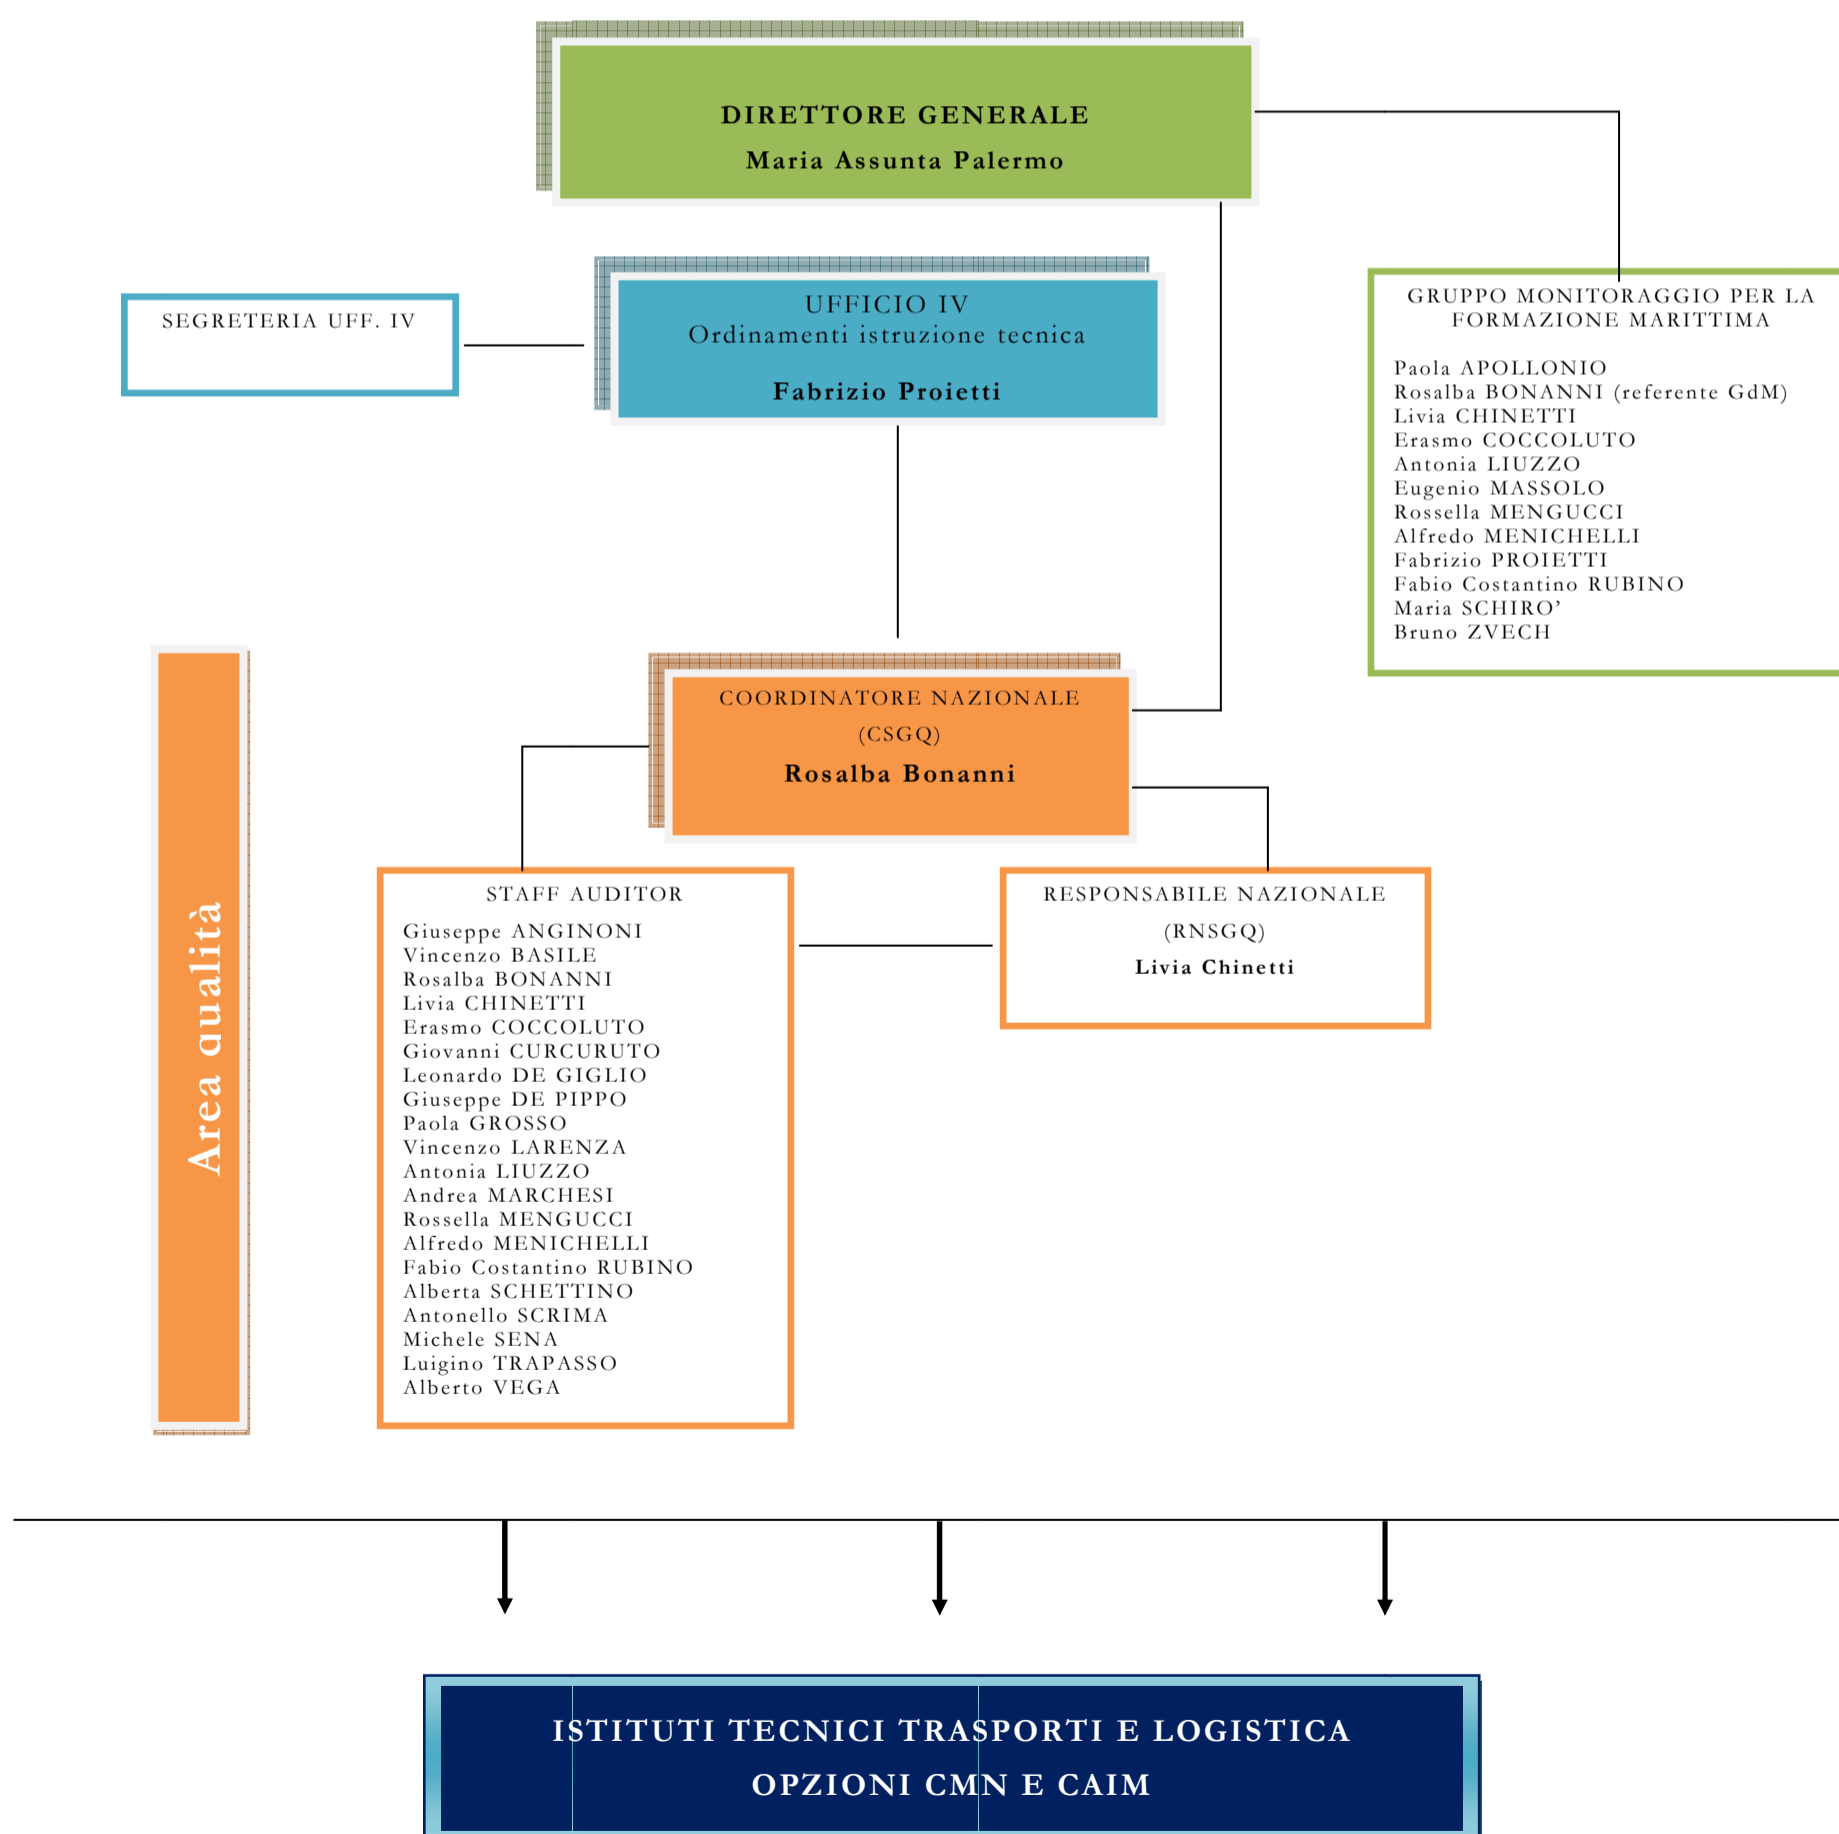 DIRETTORE GENERALE
Maria Assunta Palermo
SEGRETERIA UFF. IV
UFFICIO IV
Ordinamenti istruzione tecnica
Fabrizio Proietti
GRUPPO MONITORAGGIO PER LA
FORMAZIONE MARITTIMA
Paola APOLLONIO
Rosalba BONANNI (referente GdM)
Livia CHINETTI
Erasmo COCCOLUTO
Antonia LIUZZO
Eugenio MASSOLO
Rossella MENGUCCI
Alfredo MENICHELLI
Fabrizio PROIETTI
Fabio Costantino RUBINO
Maria SCHIRO’
Bruno ZVECH
Area qualità
COORDINATORE NAZIONALE
(CSGQ)
Rosalba Bonanni
STAFF AUDITOR
Giuseppe ANGINONI
Vincenzo BASILE
Rosalba BONANNI
Livia CHINETTI
Erasmo COCCOLUTO
Giovanni CURCURUTO
Leonardo DE GIGLIO
Giuseppe DE PIPPO
Paola GROSSO
Vincenzo LARENZA
Antonia LIUZZO
Andrea MARCHESI
Rossella MENGUCCI
Alfredo MENICHELLI
Fabio Costantino RUBINO
Alberta SCHETTINO
Antonello SCRIMA
Michele SENA
Luigino TRAPASSO
Alberto VEGA
RESPONSABILE NAZIONALE
(RNSGQ)
Livia Chinetti
ISTITUTI TECNICI TRASPORTI E LOGISTICA
OPZIONI CMN E CAIM